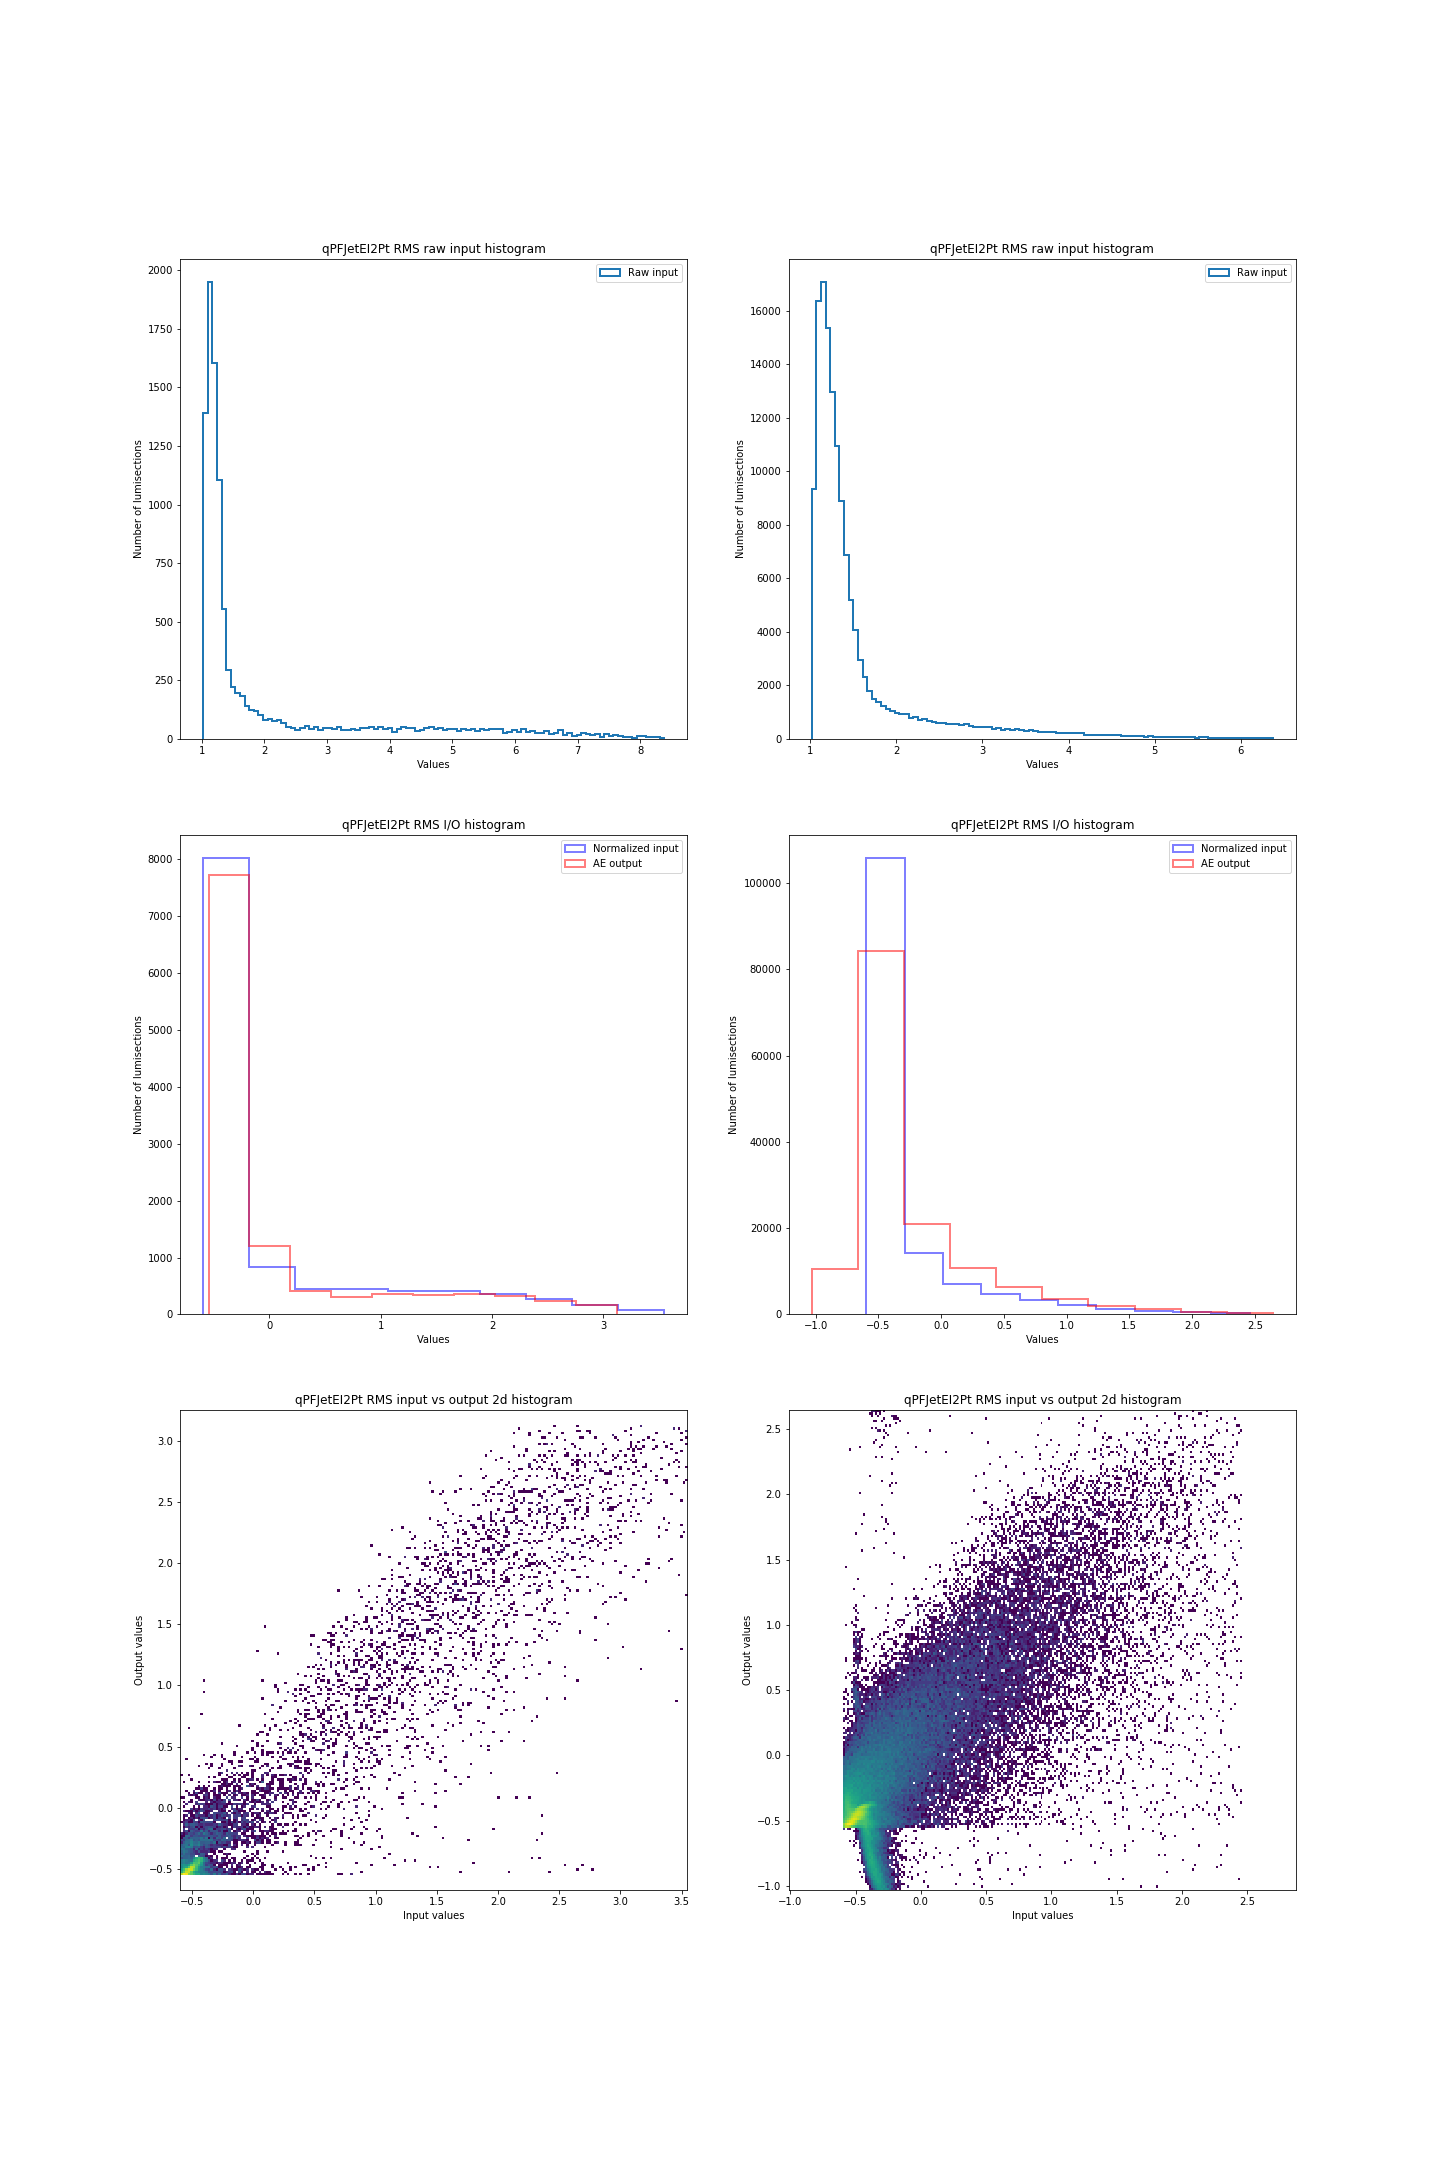 qPFJetEI2Pt RMS raw input histogram
Raw input
2000
1750
1500
1250
1000
750
500
250
0
Number of lumisections
1 2 3 4 5 6 7 8
Values
qPFJetEI2Pt RMS raw input histogram
Raw input
16000
14000
12000
10000
8000
6000
4000
2000
0
Number of lumisections
1 2 3 4 5 6
Values
qPFJetEI2Pt RMS I/O histogram
Normalized input
AE output
8000
7000
6000
5000
4000
3000
2000
1000
0
Number of lumisections
0 1 2 3
Values
qPFJetEI2Pt RMS I/O histogram
Normalized input
AE output
100000
80000
60000
40000
20000
0
Number of lumisections
−1.0 −0.5 0.0 0.5 1.0 1.5 2.0 2.5
Values
qPFJetEI2Pt RMS input vs output 2d histogram
3.0
2.5
2.0
1.5
1.0
0.5
0.0
−0.5
Output values
−0.5 0.0 0.5 1.0 1.5 2.0 2.5 3.0 3.5
Input values
qPFJetEI2Pt RMS input vs output 2d histogram
2.5
2.0
1.5
1.0
0.5
0.0
−0.5
−1.0
Output values
−1.0 −0.5 0.0 0.5 1.0 1.5 2.0 2.5
Input values